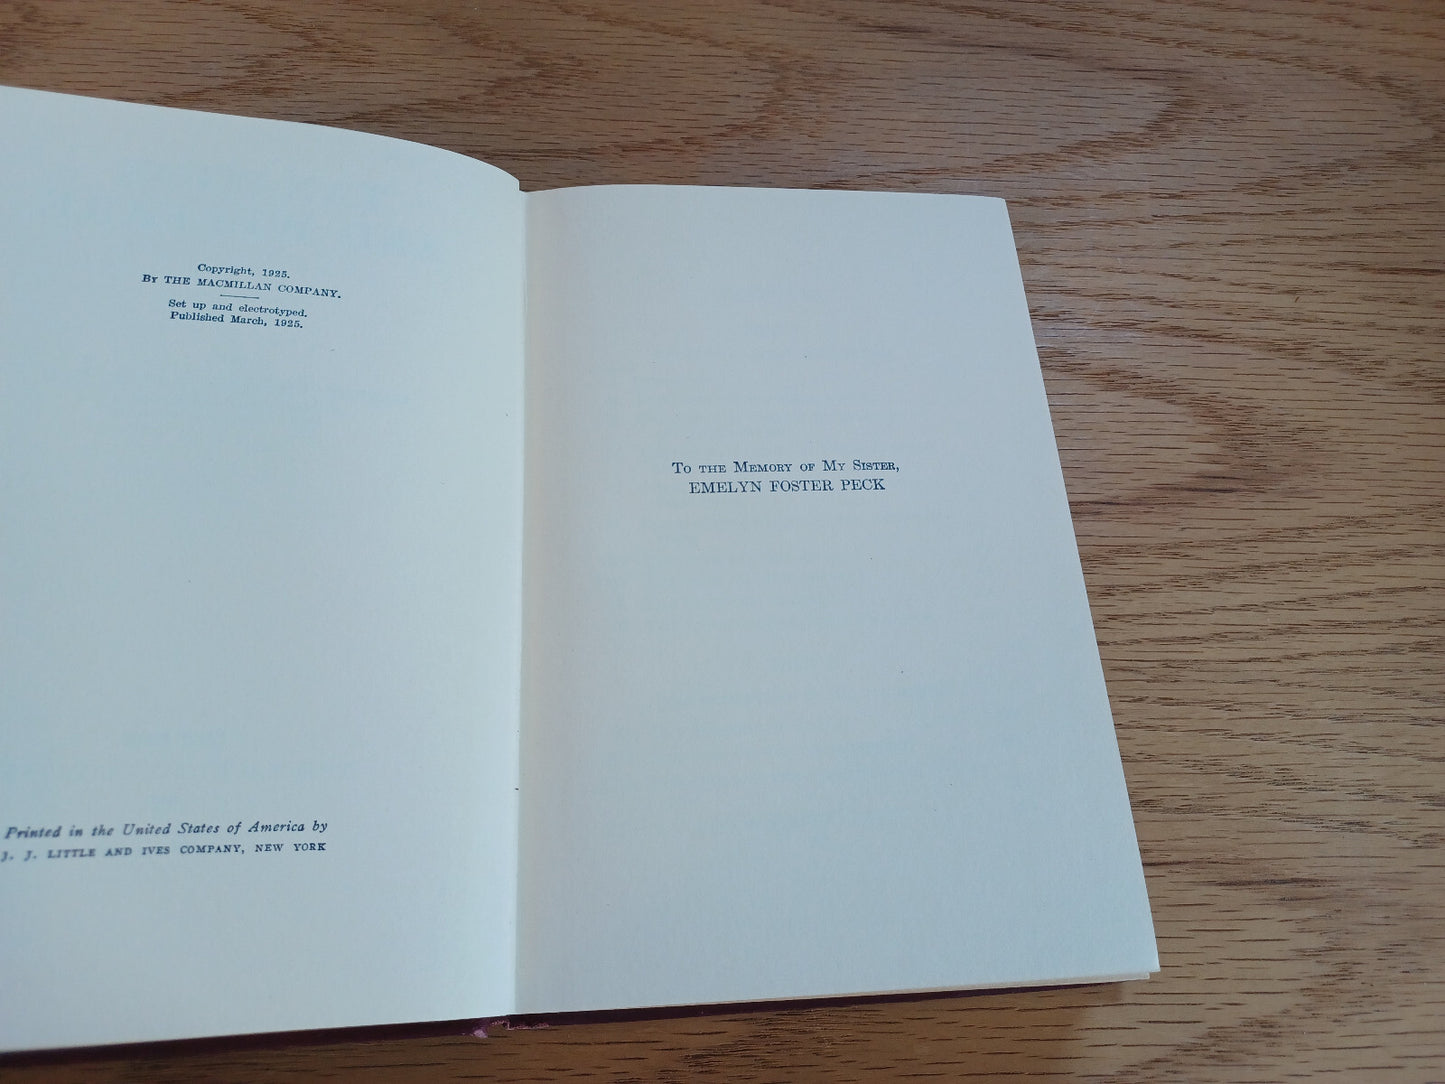 Copyright, 1925.
By THE MACMILLAN COMPANY.
Set up and electrotyped.
Published March, 1925.
Printed in the United States of America by
J. J. LITTLE AND IVES COMPANY, NEW YORK
To the Memory of My Sister,
EMELYN FOSTER PECK